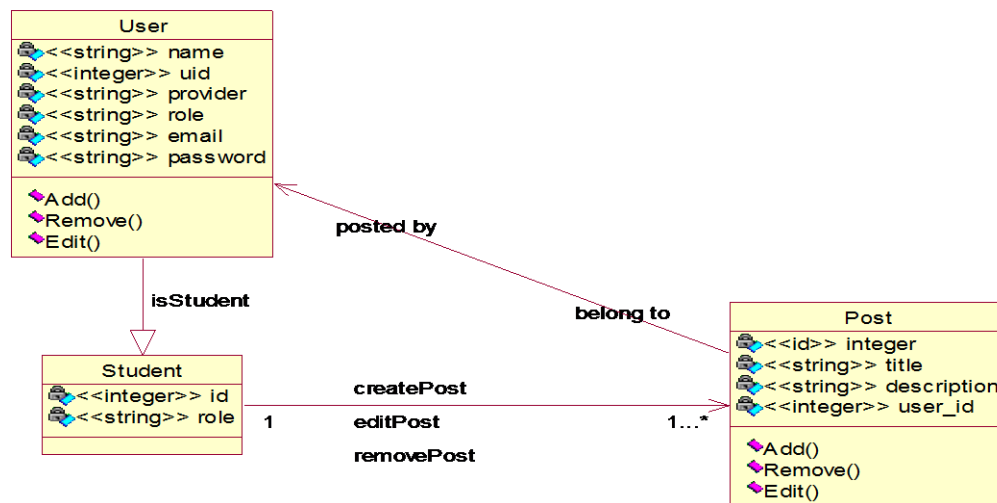 User
<<string>> name
<<integer>> uid
<<string>> provider
<<string>> role
<<string>> email
<<string>> password
Add()
Remove()
Edit()
posted by
belong to
isStudent
Student
<<integer>> id
<<string>> role
createPost
1
editPost
1...*
removePost
Post
<<id>> integer
<<string>> title
<<string>> description
<<integer>> user_id
Add()
Remove()
Edit()